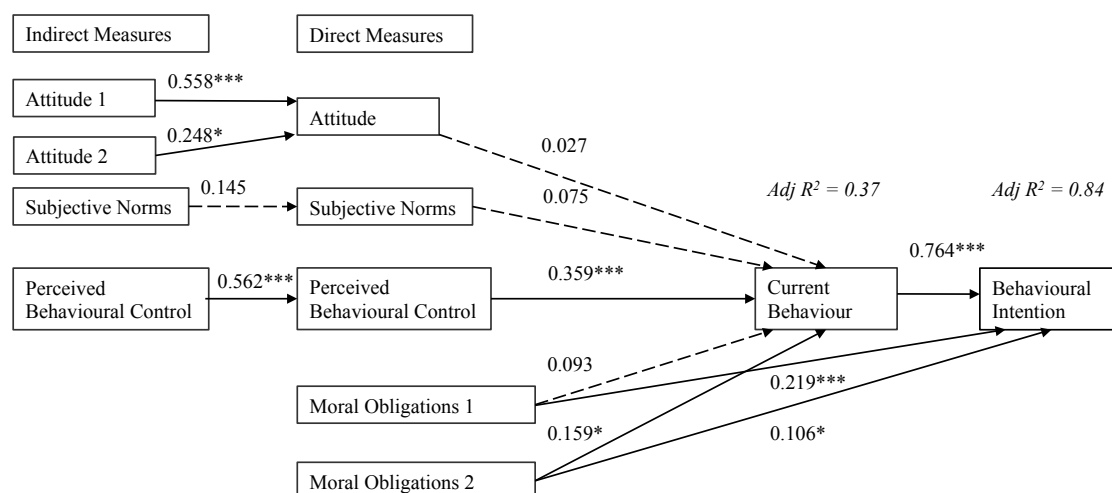 Indirect Measures
Direct Measures
0.558***
Attitude 1
Attitude
0.248*
Attitude 2
0.027
0.145
0.075
Adj R² = 0.37
Adj R² = 0.84
Subjective Norms
Subjective Norms
0.764***
0.562***
0.359***
Perceived
Behavioural Control
Perceived
Behavioural Control
Current
Behaviour
Behavioural
Intention
0.093
0.219***
Moral Obligations 1
0.159*
0.106*
Moral Obligations 2